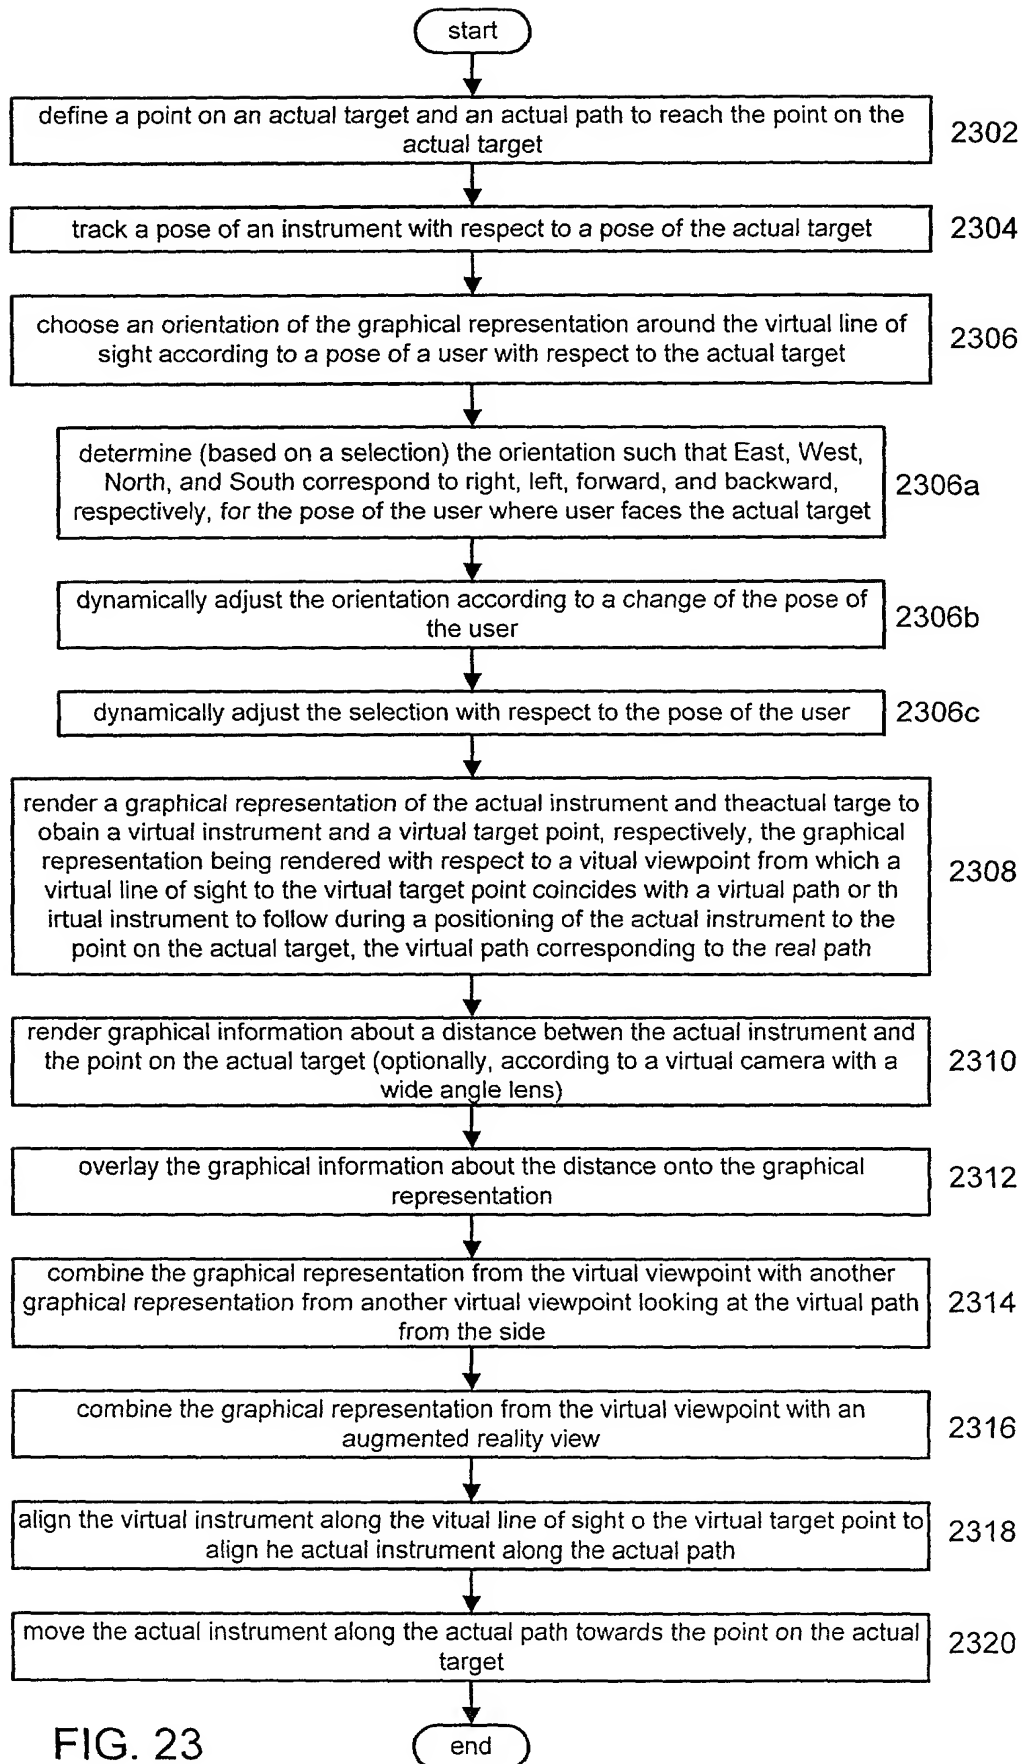 start
define a point on an actual target and an actual path to reach the point on the
actual target
2302
track a pose of an instrument with respect to a pose of the actual target
2304
choose an orientation of the graphical representation around the virtual line of
sight according to a pose of a user with respect to the actual target
2306
determine (based on a selection) the orientation such that East, West,
North, and South correspond to right, left, forward, and backward,
respectively, for the pose of the user where user faces the actual target
2306a
dynamically adjust the orientation according to a change of the pose of
the user
2306b
dynamically adjust the selection with respect to the pose of the user
2306c
render a graphical representation of the actual instrument and theactual targe to
obain a virtual instrument and a virtual target point, respectively, the graphical
representation being rendered with respect to a vitual viewpoint from which a
virtual line of sight to the virtual target point coincides with a virtual path or th
irtual instrument to follow during a positioning of the actual instrument to the
point on the actual target, the virtual path corresponding to the real path
2308
render graphical information about a distance betwen the actual instrument and
the point on the actual target (optionally, according to a virtual camera with a
wide angle lens)
2310
overlay the graphical information about the distance onto the graphical
representation
2312
combine the graphical representation from the virtual viewpoint with another
graphical representation from another virtual viewpoint looking at the virtual path
from the side
2314
combine the graphical representation from the virtual viewpoint with an
augmented reality view
2316
align the virtual instrument along the vitual line of sight o the virtual target point to
align he actual instrument along the actual path
2318
move the actual instrument along the actual path towards the point on the actual
target
2320
end
FIG. 23